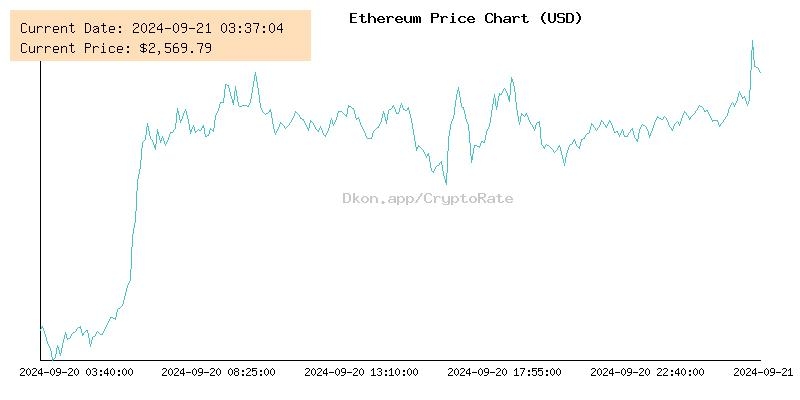 Ethereum Price Chart (USD)
Current Date: 2024-09-21 03:37:04
Current Price: $2,569.79
Dkon.app/CryptoRate
2024-09-20 03:40:00 2024-09-20 08:25:00 2024-09-20 13:10:00 2024-09-20 17:55:00 2024-09-20 22:40:00 2024-09-21